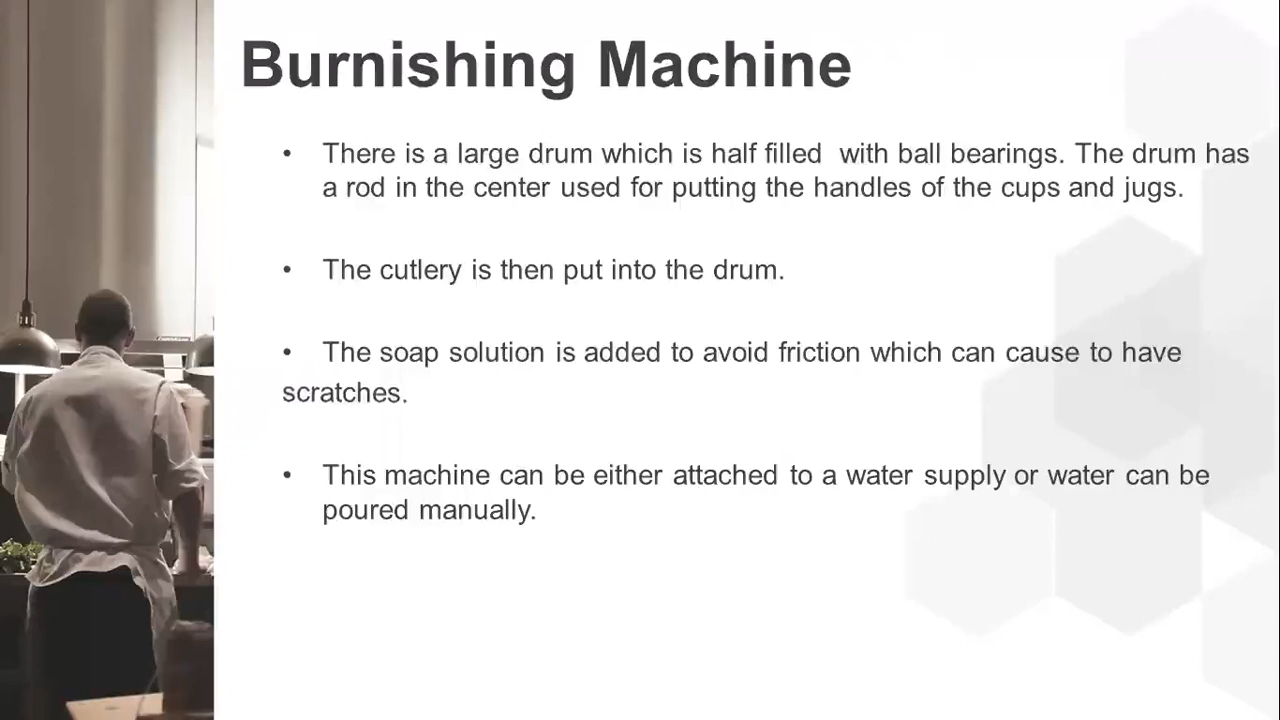 Burnishing Machine
• There is a large drum which is half filled  with ball bearings. The drum has
a rod in the center used for putting the handles of the cups and jugs.
• The cutlery is then put into the drum.
• The soap solution is added to avoid friction which can cause to have
scratches.
• This machine can be either attached to a water supply or water can be
poured manually.